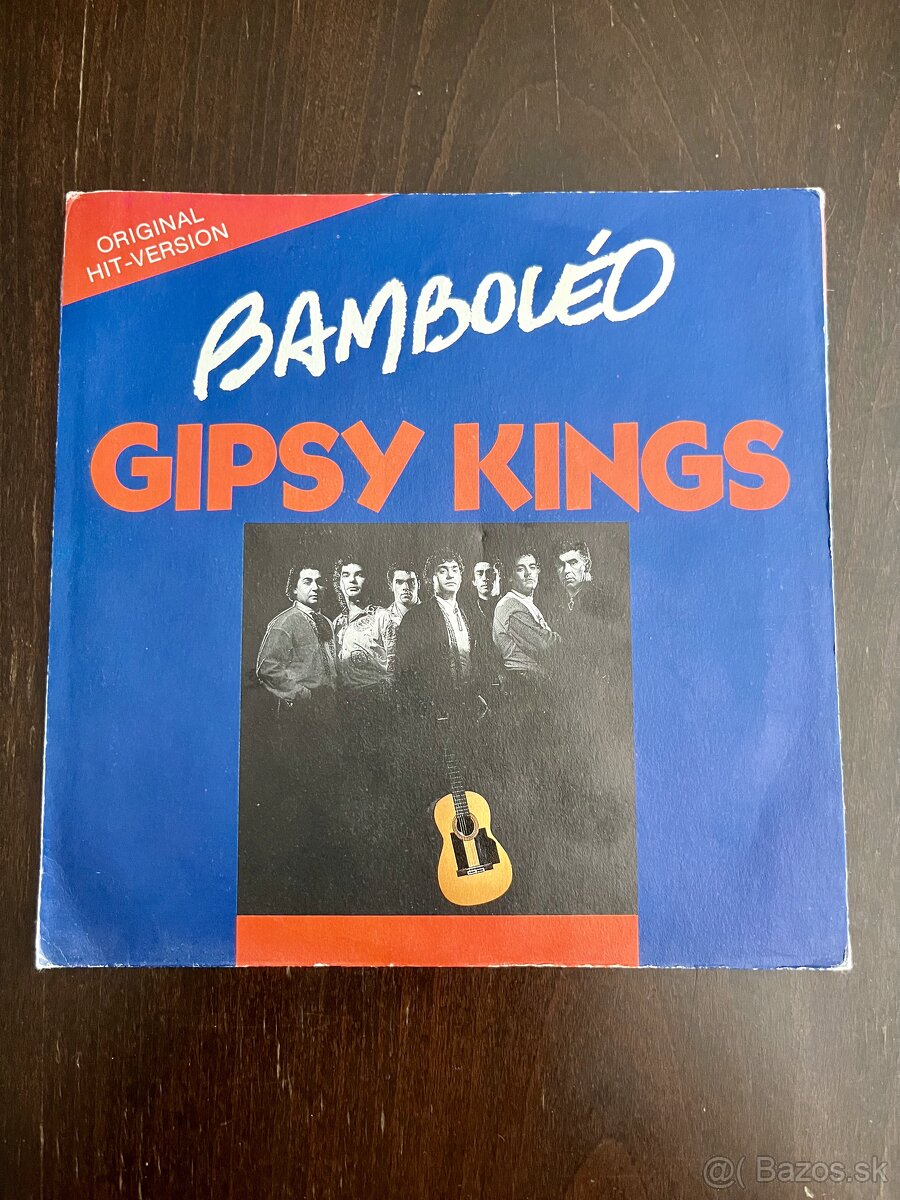 ORIGINAL
HIT-VERSION
BAMBOLÉO
GIPSY KINGS
@( Bazos.sk